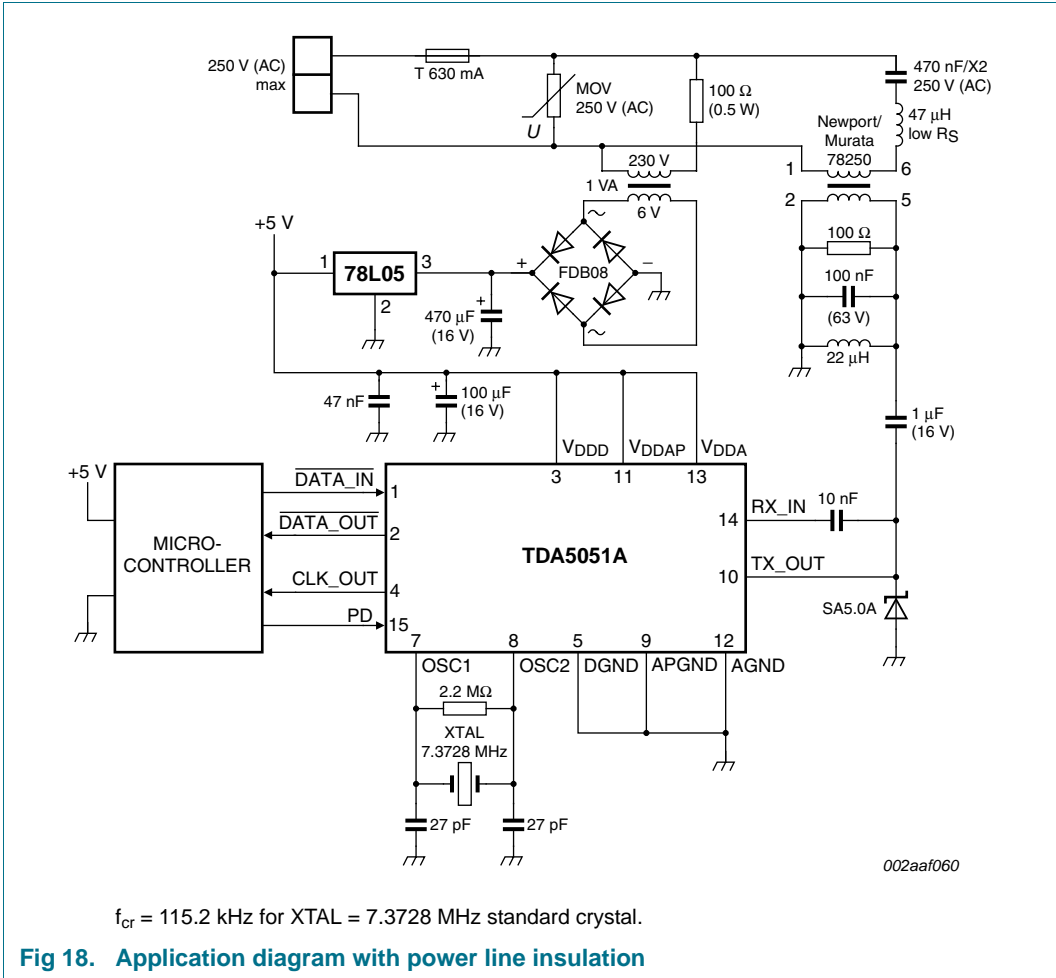 250 V (AC)
max
T 630 mA
MOV
250 V (AC)
U
100 Ω
(0.5 W)
470 nF/X2
250 V (AC)
47 μH
low RS
Newport/
Murata
78250
1
6
2
5
230 V
1 VA
6 V
100 Ω
100 nF
(63 V)
22 μH
+5 V
1
78L05
3
2
+
470 μF
(16 V)
+
FDB08
−
∼
∼
47 nF
+
100 μF
(16 V)
1 μF
(16 V)
VDDD
VDDAP
VDDA
3
11
13
+5 V
MICRO-
CONTROLLER
DATA_IN
1
DATA_OUT
2
CLK_OUT
4
PD
15
TDA5051A
14
RX_IN
10 nF
10
TX_OUT
SA5.0A
7
8
5
9
12
OSC1
OSC2
DGND
APGND
AGND
2.2 MΩ
XTAL
7.3728 MHz
27 pF
27 pF
002aaf060
fcr = 115.2 kHz for XTAL = 7.3728 MHz standard crystal.
Fig 18. Application diagram with power line insulation